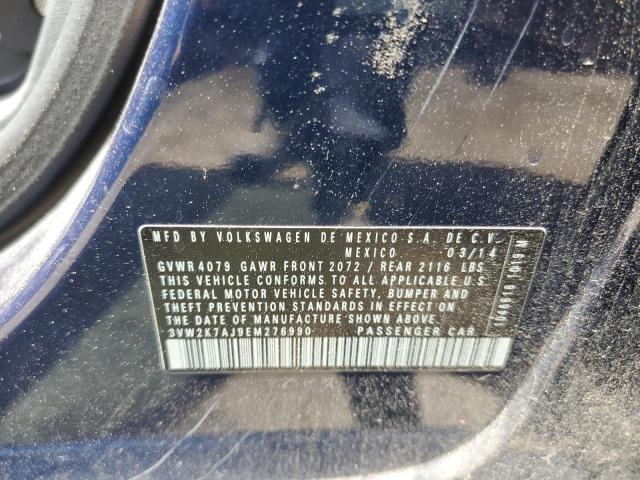 MFD BY VOLKSWAGEN DE MEXICO S.A. DE C.V.
MEXICO 03/14
GVWR 4079 GAWR FRONT 2072 / REAR 2116 LBS
THIS VEHICLE CONFORMS TO ALL APPLICABLE U.S.
FEDERAL MOTOR VEHICLE SAFETY, BUMPER AND
THEFT PREVENTION STANDARDS IN EFFECT ON
THE DATE OF MANUFACTURE SHOWN ABOVE
3VW2K7AJ9EM276990 PASSENGER CAR